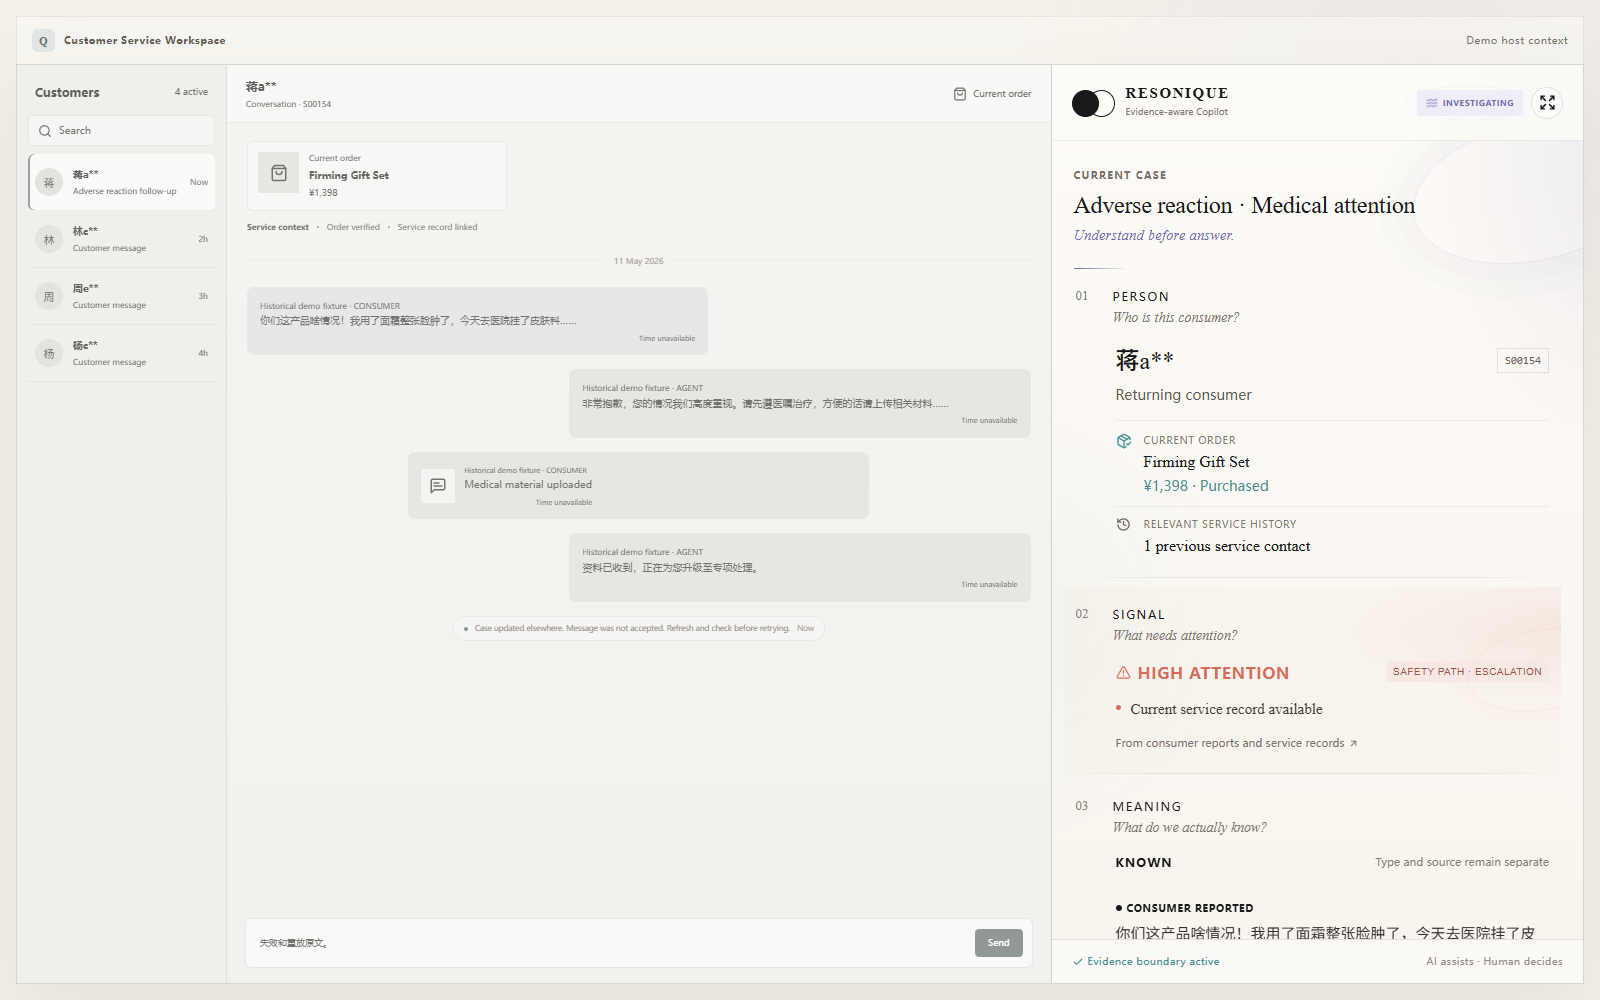 Q Customer Service Workspace
Demo host context
Customers
4 active
Search
蒋
蒋a**
Adverse reaction follow-up
Now
林
林c**
Customer message
2h
周
周e**
Customer message
3h
杨
杨c**
Customer message
4h
蒋a**
Conversation · S00154
Current order
Current order
Firming Gift Set
¥1,398
Service context · Order verified · Service record linked
11 May 2026
Historical demo fixture · CONSUMER
你们这产品啥情况！我用了面霜整张脸肿了，今天去医院挂了皮肤科……
Time unavailable
Historical demo fixture · AGENT
非常抱歉，您的情况我们高度重视。请先遵医嘱治疗，方便的话请上传相关材料……
Time unavailable
Historical demo fixture · CONSUMER
Medical material uploaded
Time unavailable
Historical demo fixture · AGENT
资料已收到，正在为您升级至专项处理。
Time unavailable
Case updated elsewhere. Message was not accepted. Refresh and check before retrying. Now
失败和重放原文。
Send
RESONIQUE
Evidence-aware Copilot
INVESTIGATING
CURRENT CASE
Adverse reaction · Medical attention
Understand before answer.
01 PERSON
Who is this consumer?
蒋a**
S00154
Returning consumer
CURRENT ORDER
Firming Gift Set
¥1,398 · Purchased
RELEVANT SERVICE HISTORY
1 previous service contact
02 SIGNAL
What needs attention?
HIGH ATTENTION
SAFETY PATH · ESCALATION
Current service record available
From consumer reports and service records ↗
03 MEANING
What do we actually know?
KNOWN
Type and source remain separate
CONSUMER REPORTED
你们这产品啥情况！我用了面霜整张脸肿了，今天去医院挂了皮
Evidence boundary active
AI assists · Human decides